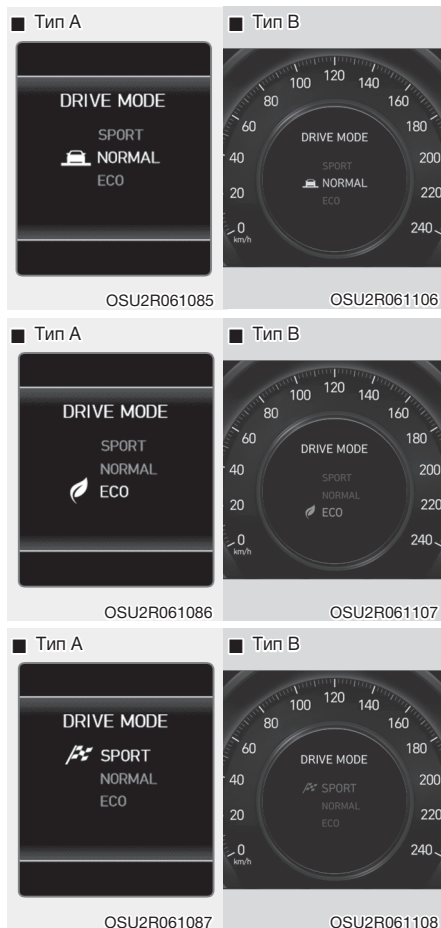 ■ Тип A
DRIVE MODE
SPORT
NORMAL
ECO
OSU2R061085
■ Тип B
0
20
40
60
80
100
120
140
160
180
200
220
240
km/h
DRIVE MODE
SPORT
NORMAL
ECO
OSU2R061106
■ Тип A
DRIVE MODE
SPORT
NORMAL
ECO
OSU2R061086
■ Тип B
0
20
40
60
80
100
120
140
160
180
200
220
240
km/h
DRIVE MODE
SPORT
NORMAL
ECO
OSU2R061107
■ Тип A
DRIVE MODE
SPORT
NORMAL
ECO
OSU2R061087
■ Тип B
0
20
40
60
80
100
120
140
160
180
200
220
240
km/h
DRIVE MODE
SPORT
NORMAL
ECO
OSU2R061108